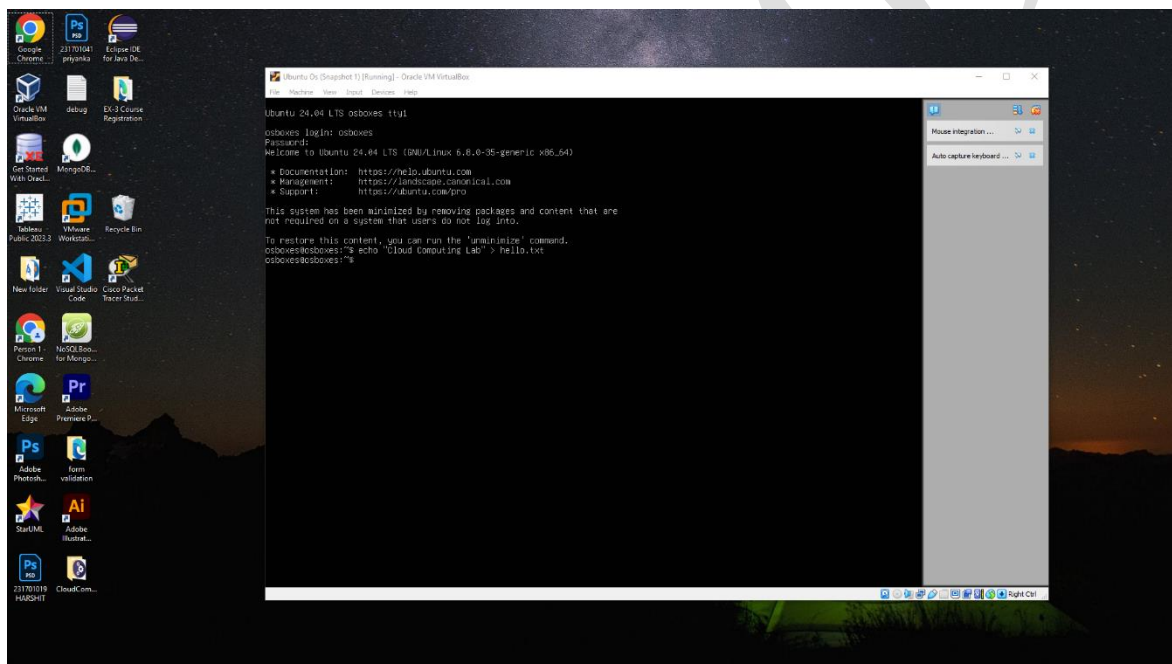 Google
Chrome
231701041
priyanka
Eclipse IDE
for Java De...
Oracle VM
VirtualBox
debug
EX-3 Course
Registration
Get Started
With Oracl...
MongoDB...
Tableau
Public 2023.3
VMware
Workstati...
Recycle Bin
New folder
Visual Studio
Code
Cisco Packet
Tracer Stud...
Person 1 -
Chrome
NoSQLBoo...
for Mongo...
Microsoft
Edge
Pr
Adobe
Premiere P...
Ps
Adobe
Photosh...
form
validation
StarUML
Ai
Adobe
Illustrat...
Ps
PSD
231701019
HARSHIT
CloudCom...
Ubuntu Os (Snapshot 1) [Running] - Oracle VM VirtualBox
File Machine View Input Devices Help
Ubuntu 24.04 LTS osboxes tty1
osboxes login: osboxes
Password:
Welcome to Ubuntu 24.04 LTS (GNU/Linux 6.8.0-35-generic x86_64)
* Documentation: https://help.ubuntu.com
* Management: https://landscape.canonical.com
* Support: https://ubuntu.com/pro
This system has been minimized by removing packages and content that are
not required on a system that users do not log into.
To restore this content, you can run the 'unminimize' command.
osboxes@osboxes:~$ echo "Cloud Computing Lab" > hello.txt
osboxes@osboxes:~$
Mouse integration ...
Auto capture keyboard ...
Right Ctrl